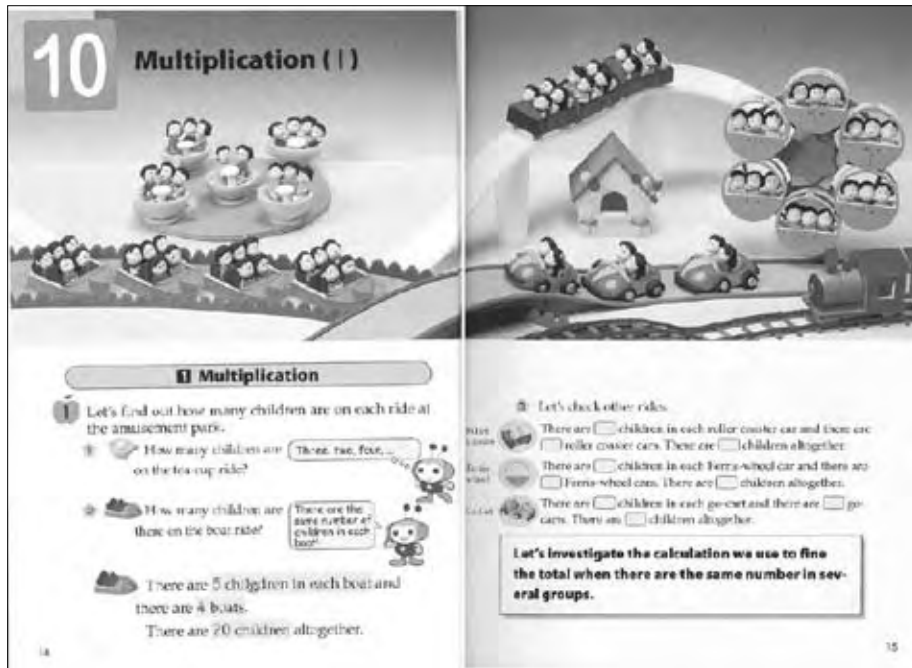 10
Multiplication ( | )
1 Multiplication
1 Let's find out how many children are on each ride at
the amusement park.
1 How many children are
on the tea-cup ride?
Three, two, four, ...
2 How many children are
there on the boat ride?
There are the
same number of
children in each
boat!
There are 5 chilgdren in each boat and
there are 4 boats.
There are 20 children altogether.
14
3 Let's check other rides.
There are children in each roller coaster car and there are
roller coaster cars. There are children altogether.
There are children in each Ferris-wheel car and there are
Ferris-wheel cars. There are children altogether.
There are children in each go-cart and there are go-
carts. There are children altogether.
Let's investigate the calculation we use to fine
the total when there are the same number in sev-
eral groups.
15